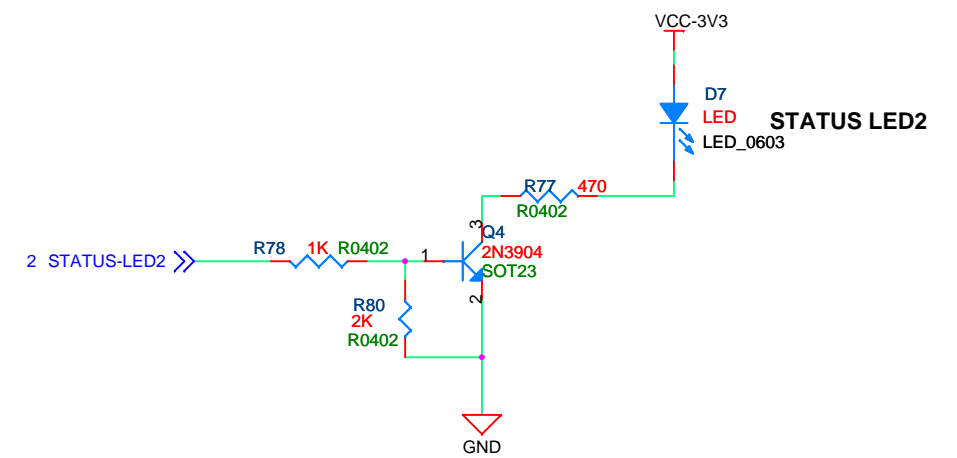 VCC-3V3
D7
LED
STATUS LED2
LED_0603
R77 470
R0402
3
Q4
2N3904
SOT23
1
2
2 STATUS-LED2
R78 1K R0402
R80
2K
R0402
GND